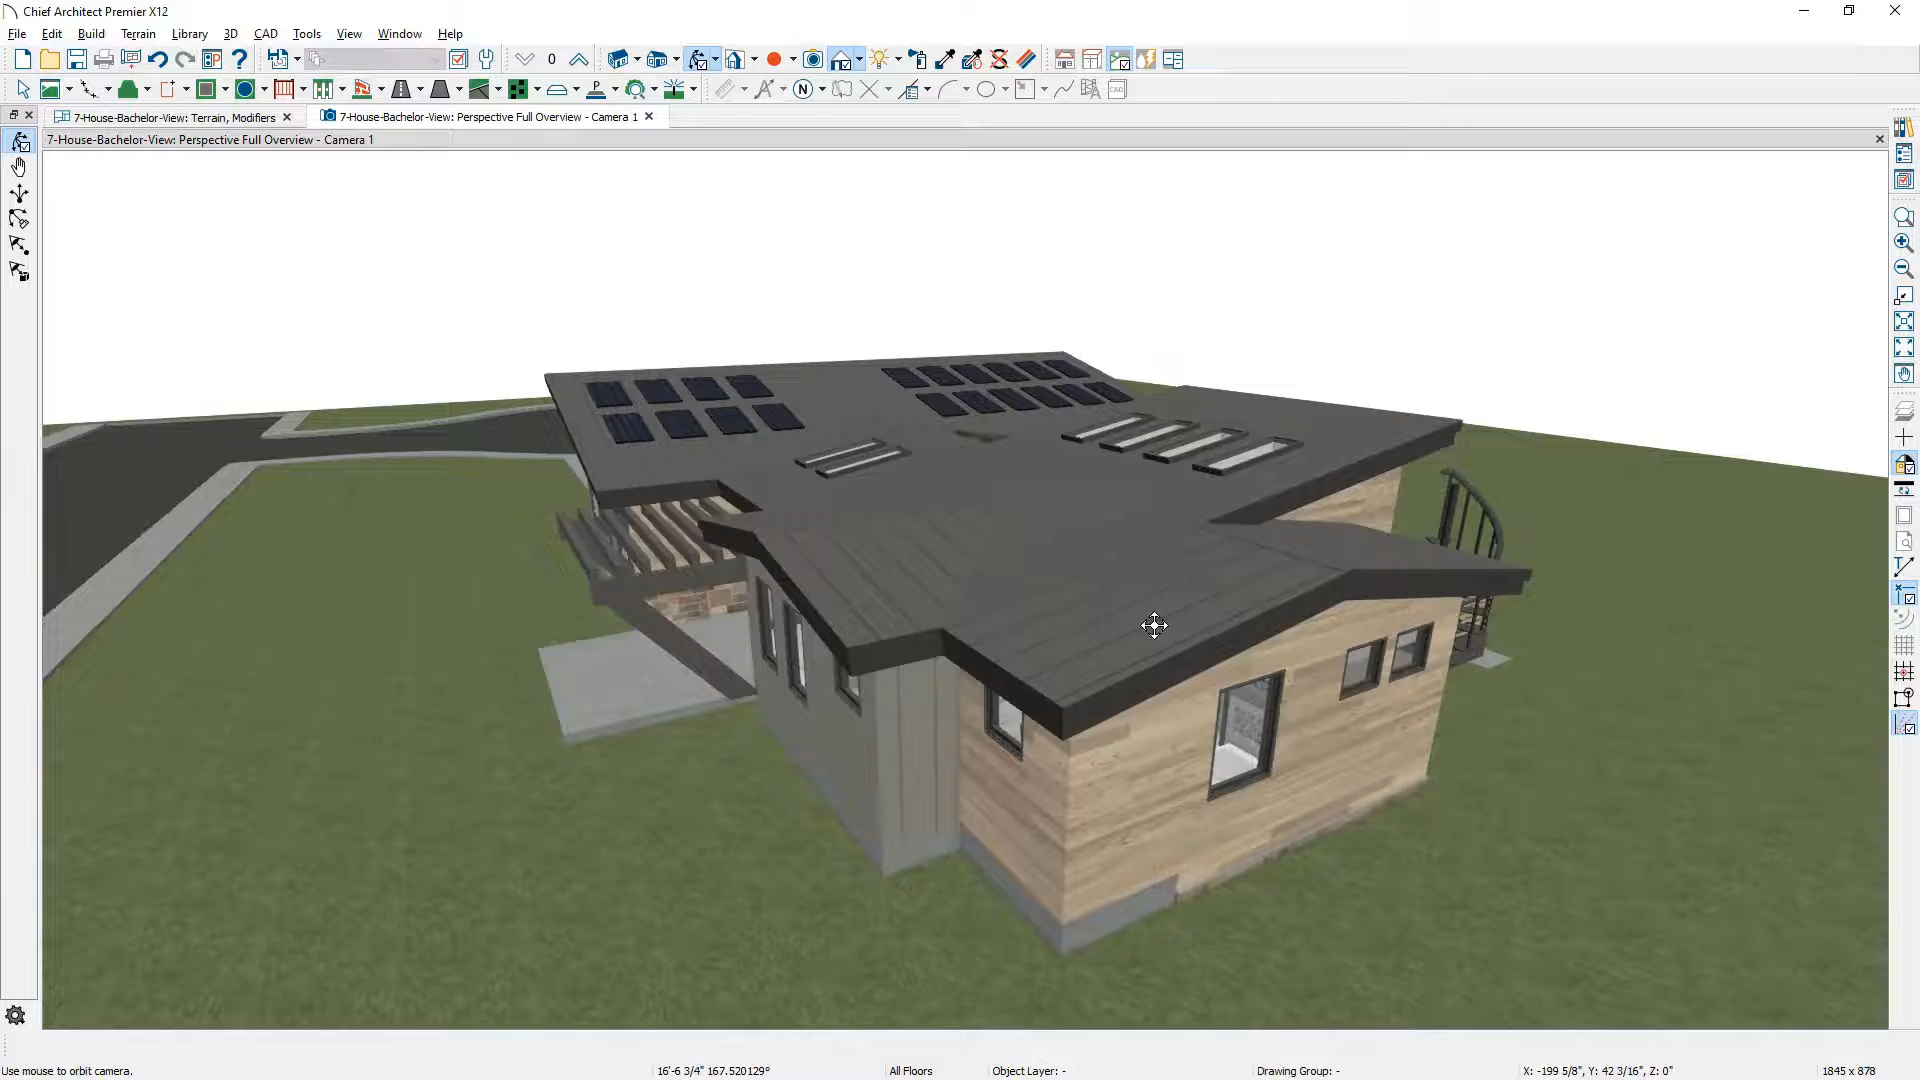 Chief Architect Premier X12
File Edit Build Terrain Library 3D CAD Tools View Window Help
0
P N CAD
7-House-Bachelor-View: Terrain, Modifiers 7-House-Bachelor-View: Perspective Full Overview - Camera 1
7-House-Bachelor-View: Perspective Full Overview - Camera 1
Use mouse to orbit camera. 16'-6 3/4" 167.520129° All Floors Object Layer: - Drawing Group: - X: -199 5/8", Y: 42 3/16", Z: 0" 1845 x 878